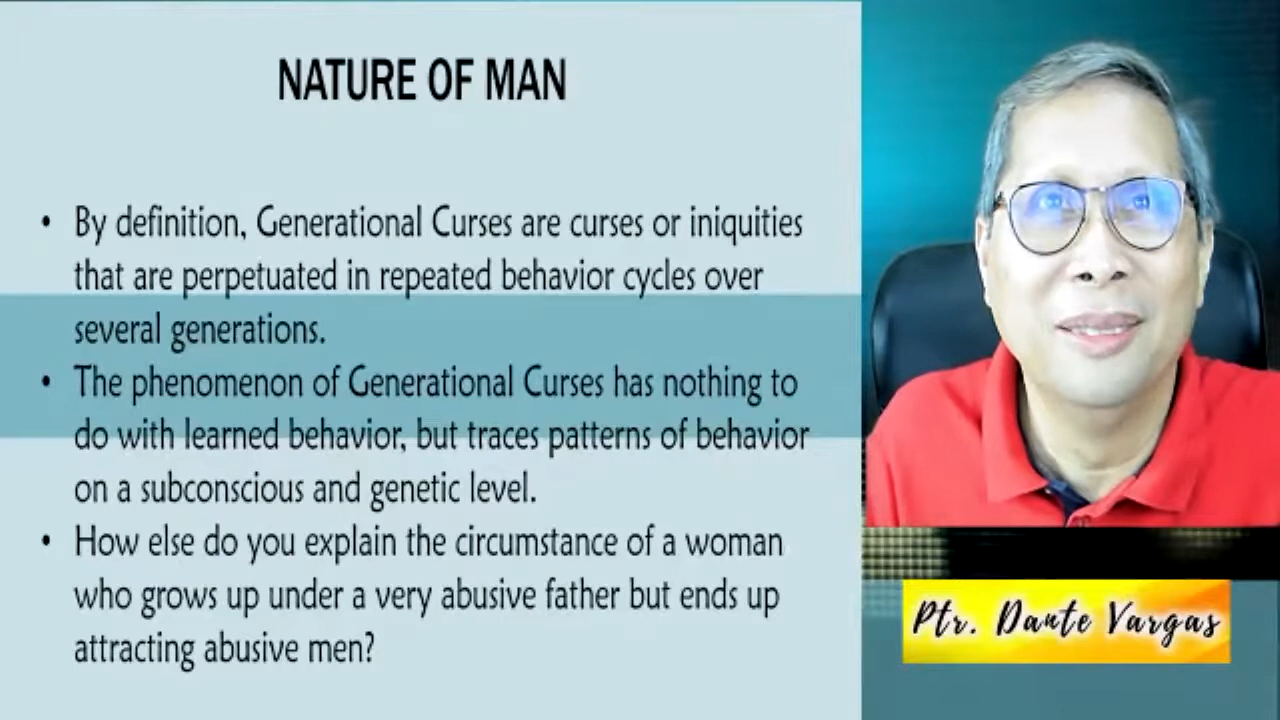 NATURE OF MAN
• By definition, Generational Curses are curses or iniquities
that are perpetuated in repeated behavior cycles over
several generations.
• The phenomenon of Generational Curses has nothing to
do with learned behavior, but traces patterns of behavior
on a subconscious and genetic level.
• How else do you explain the circumstance of a woman
who grows up under a very abusive father but ends up
attracting abusive men?
Ptr. Dante Vargas